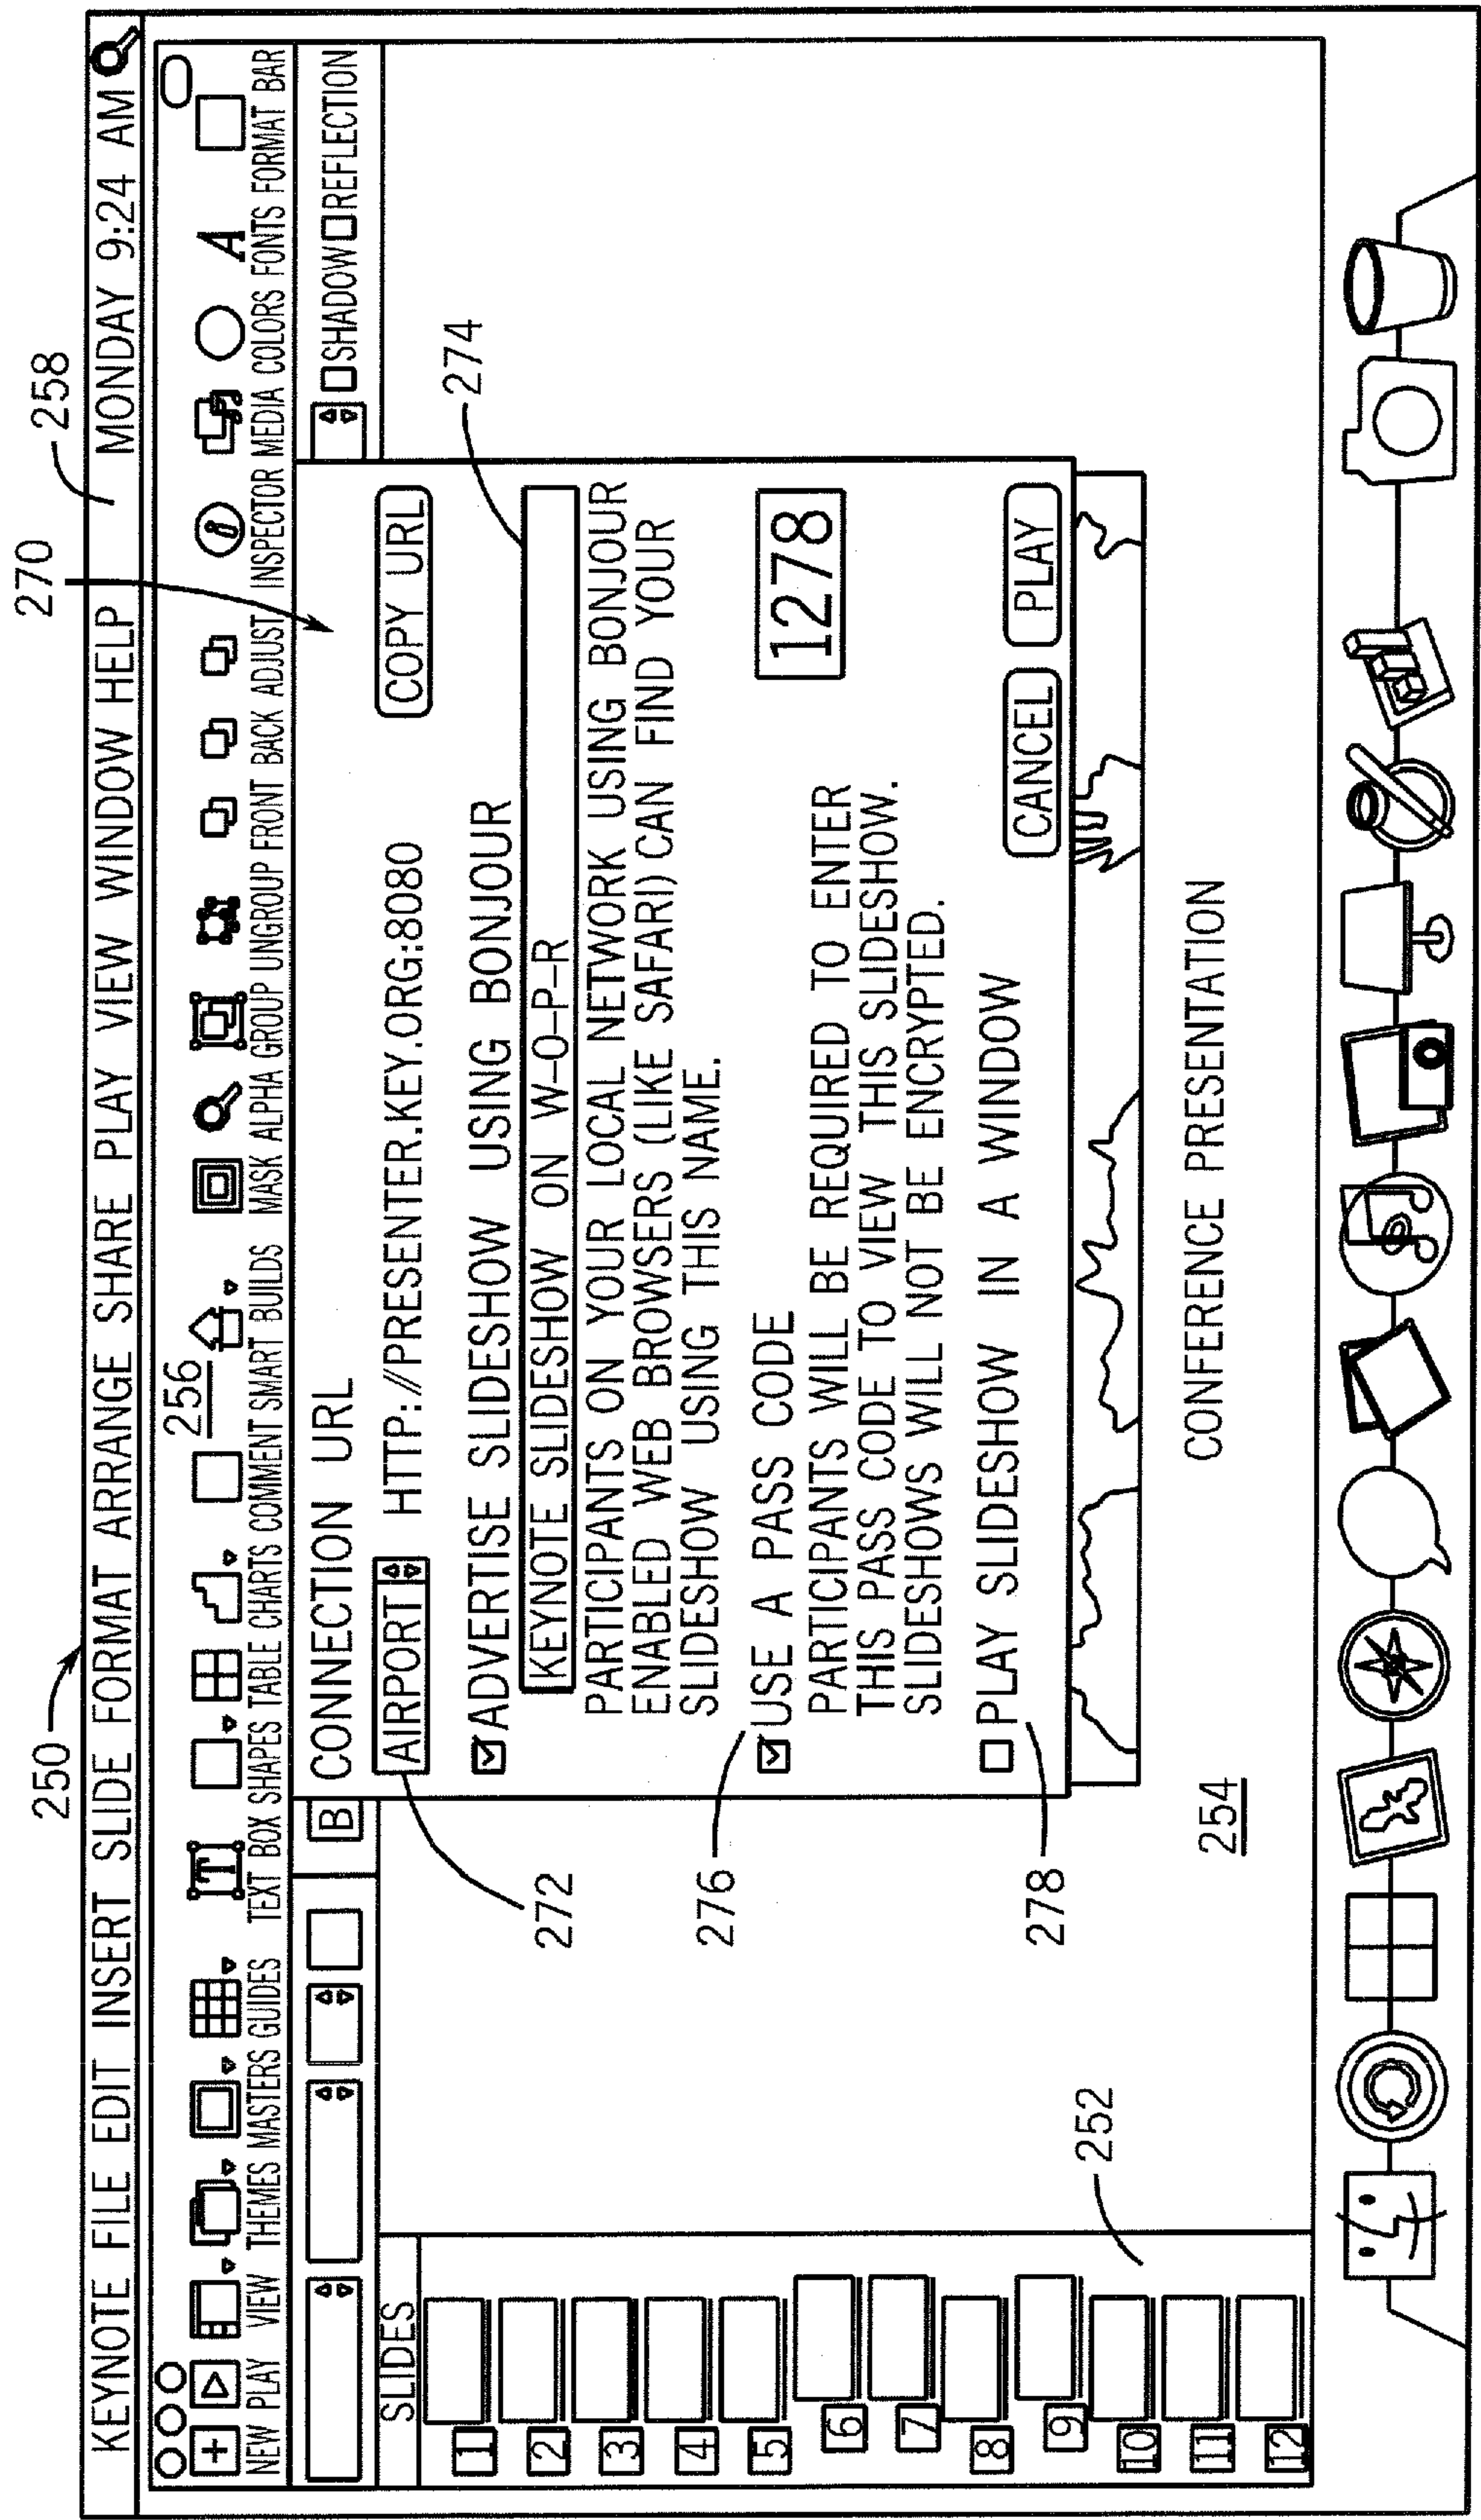 250
270
258
KEYNOTE FILE EDIT INSERT SLIDE FORMAT ARRANGE SHARE PLAY VIEW WINDOW HELP MONDAY 9:24 AM
256
NEW PLAY VIEW THEMES MASTERS GUIDES TEXT BOX SHAPES TABLE CHARTS COMMENT SMART BUILDS MASK ALPHA GROUP UNGROUP FRONT BACK ADJUST INSPECTOR MEDIA COLORS FONTS FORMAT BAR
B
SHADOW REFLECTION
SLIDES
1
2
3
4
5
6
7
8
9
10
11
12
252
CONNECTION URL
AIRPORT HTTP://PRESENTER.KEY.ORG:8080 COPY URL
272
274
ADVERTISE SLIDESHOW USING BONJOUR
KEYNOTE SLIDESHOW ON W-O-P-R
PARTICIPANTS ON YOUR LOCAL NETWORK USING BONJOUR
ENABLED WEB BROWSERS (LIKE SAFARI) CAN FIND YOUR
SLIDESHOW USING THIS NAME.
276
USE A PASS CODE 1278
PARTICIPANTS WILL BE REQUIRED TO ENTER
THIS PASS CODE TO VIEW THIS SLIDESHOW.
SLIDESHOWS WILL NOT BE ENCRYPTED.
278
PLAY SLIDESHOW IN A WINDOW
CANCEL PLAY
CONFERENCE PRESENTATION
254